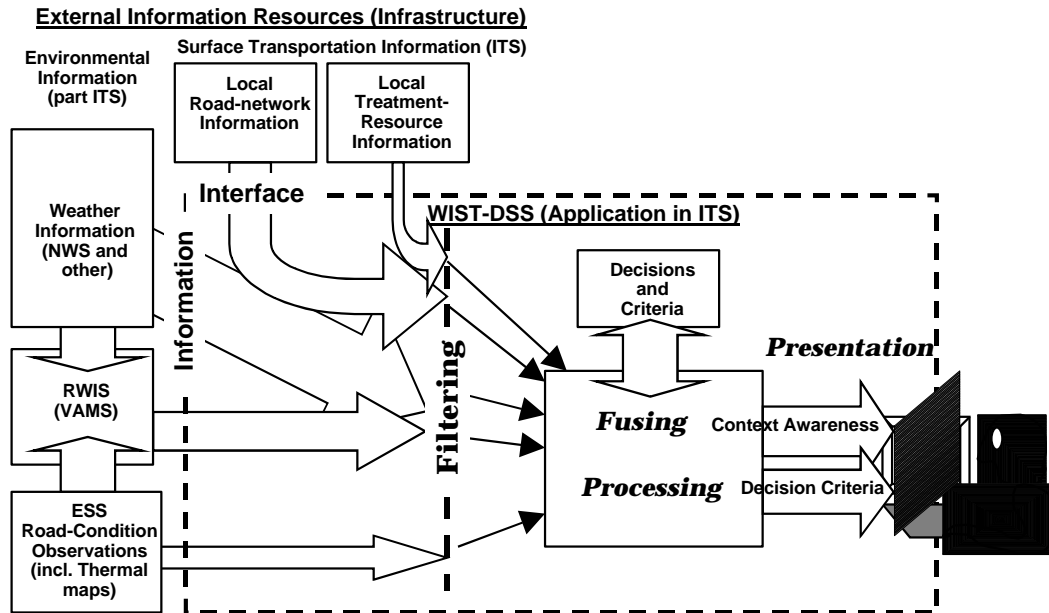 External Information Resources (Infrastructure)
Surface Transportation Information (ITS)
Environmental
Information
(part ITS)
Local
Road-network
Information
Local
Treatment-
Resource
Information
Interface
WIST-DSS (Application in ITS)
Weather
Information
(NWS and
other)
Information
Decisions
and
Criteria
Presentation
RWIS
(VAMS)
Filtering
Fusing
Context Awareness
Processing
Decision Criteria
ESS
Road-Condition
Observations
(incl. Thermal
maps)